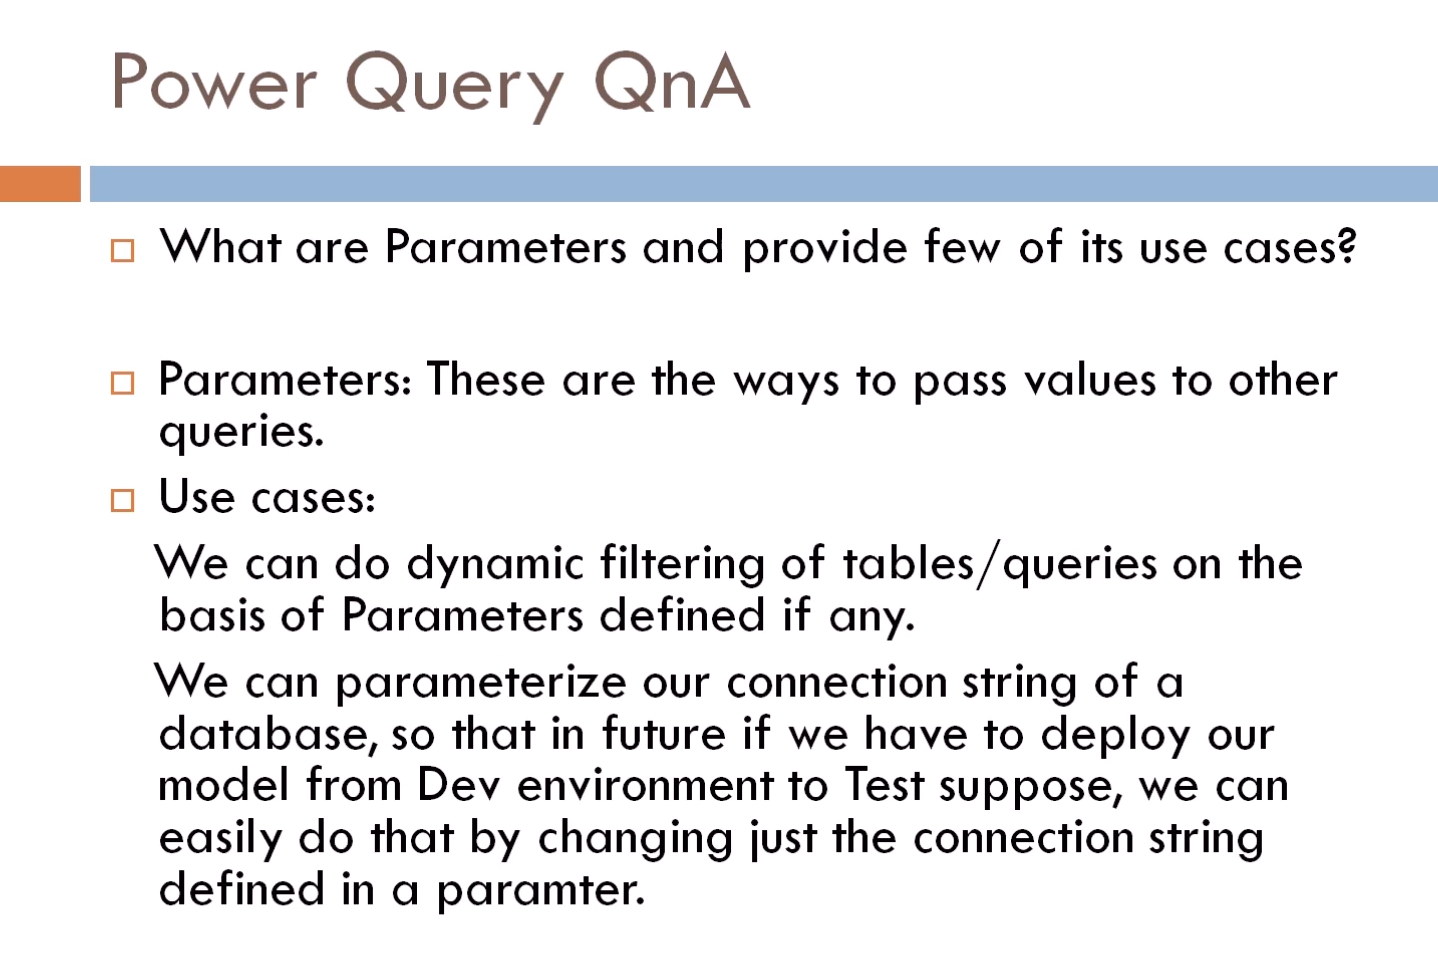 Power Query QnA
What are Parameters and provide few of its use cases?
Parameters: These are the ways to pass values to other
queries.
Use cases:
We can do dynamic filtering of tables/queries on the
basis of Parameters defined if any.
We can parameterize our connection string of a
database, so that in future if we have to deploy our
model from Dev environment to Test suppose, we can
easily do that by changing just the connection string
defined in a paramter.